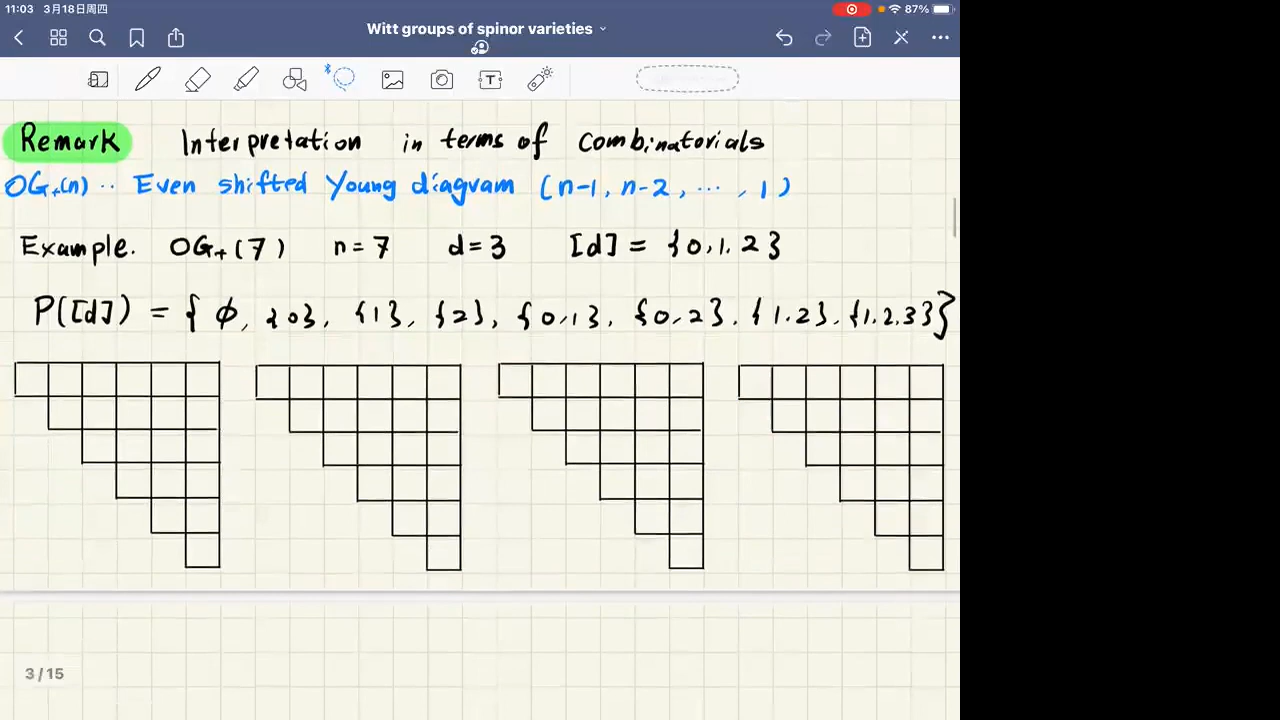 11:03 3月18日周四 87%
Witt groups of spinor varieties
T
Remark Interpretation in terms of Combinatorials
OG₊(n) ·· Even shifted Young diagram (n-1, n-2, ··· , 1)
Example. OG₊(7) n=7 d=3 [d] = {0,1,2}
P([d]) = { ϕ, {0}, {1}, {2}, {0,1}, {0,2}, {1,2}, {1,2,3}}
3/15